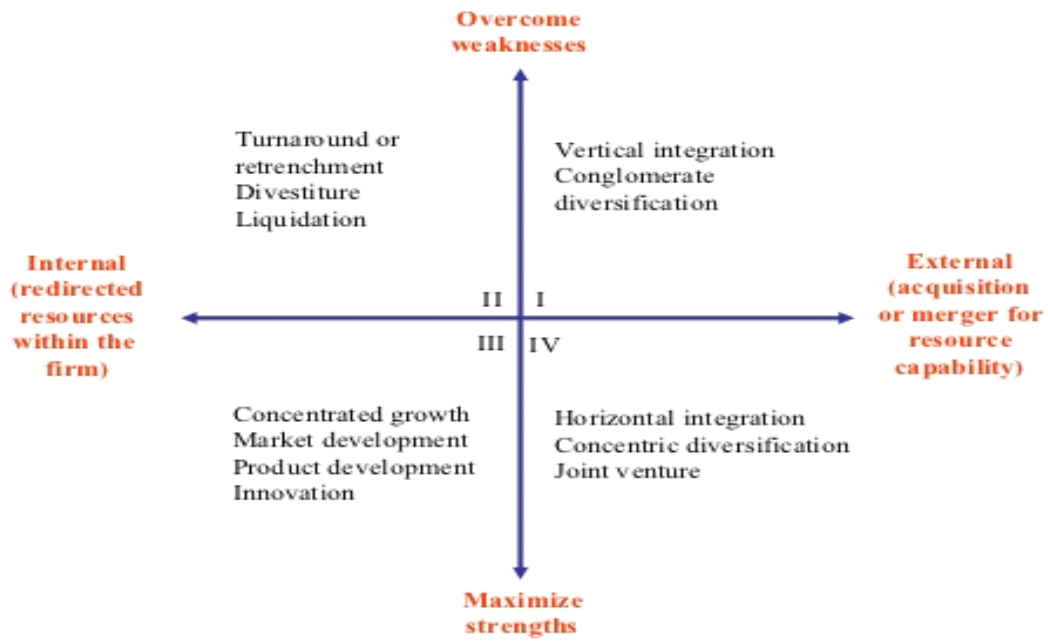 Overcome
weaknesses
Turnaround or
retrenchment
Divestiture
Liquidation
Vertical integration
Conglomerate
diversification
Internal
(redirected
resources
within the
firm)
External
(acquisition
or merger for
resource
capability)
II
I
III
IV
Concentrated growth
Market development
Product development
Innovation
Horizontal integration
Concentric diversification
Joint venture
Maximize
strengths